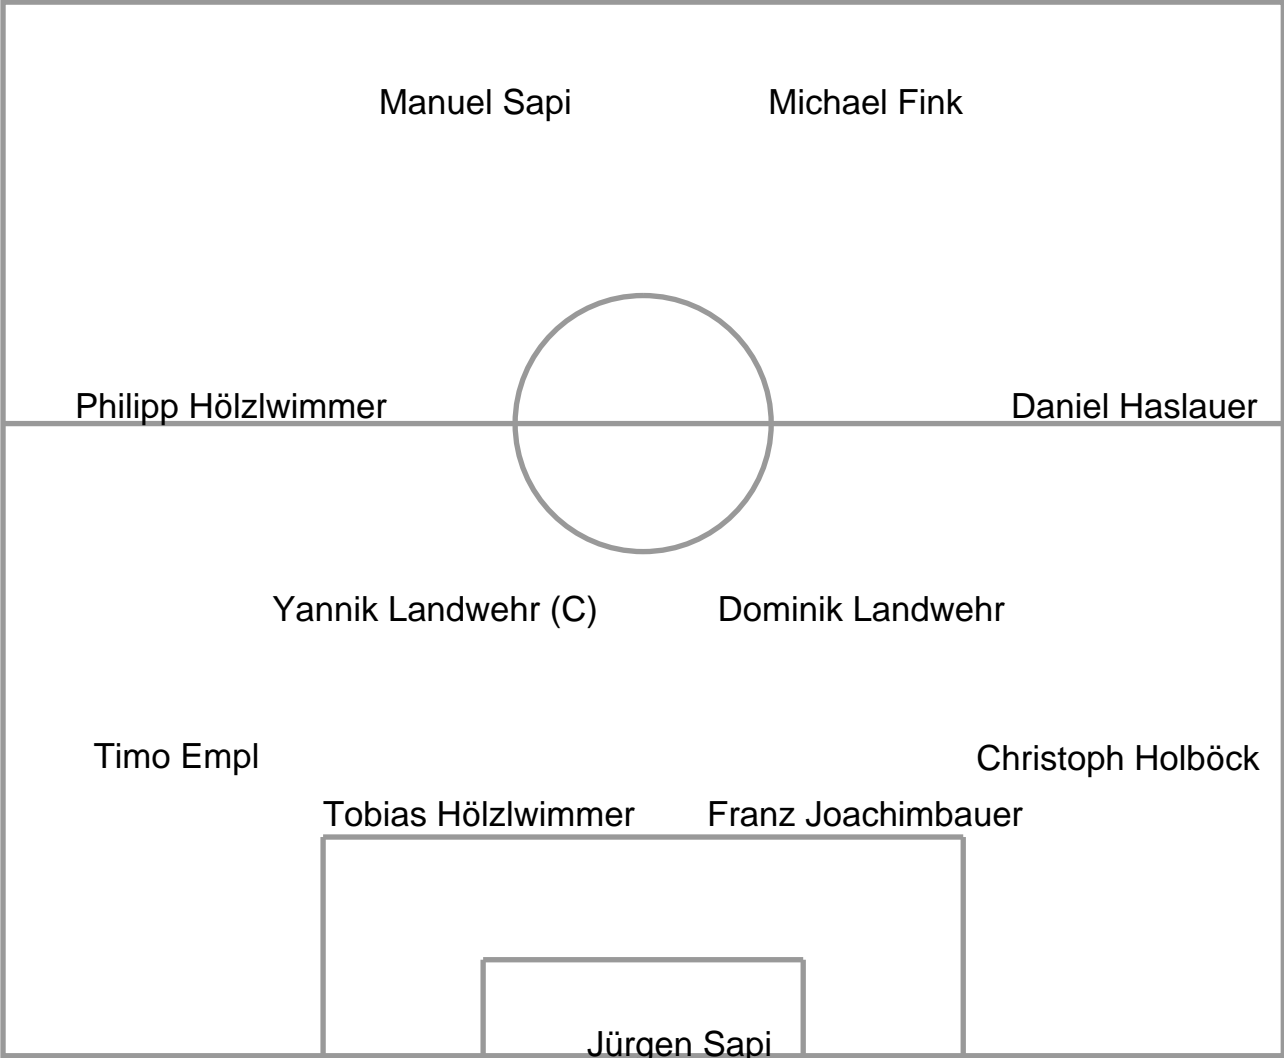 Manuel Sapi
Michael Fink
Philipp Hölzlwimmer
Daniel Haslauer
Yannik Landwehr (C)
Dominik Landwehr
Timo Empl
Christoph Holböck
Tobias Hölzlwimmer
Franz Joachimbauer
Jürgen Sapi